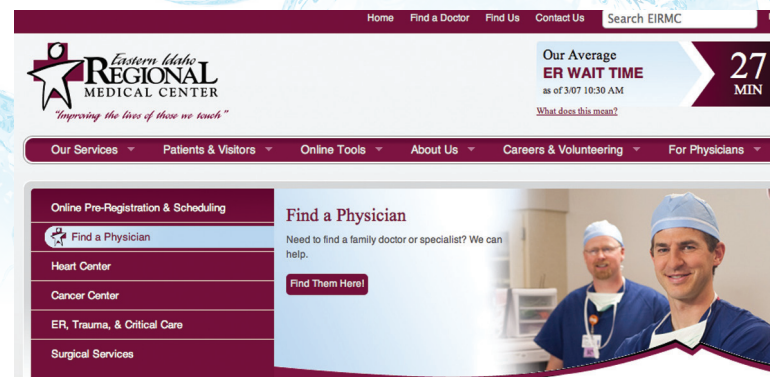 Home Find a Doctor Find Us Contact Us Search EIRMC
Eastern Idaho
REGIONAL
MEDICAL CENTER
"Improving the lives of those we touch"
Our Average
ER WAIT TIME
as of 3/07 10:30 AM
What does this mean?
27
MIN
Our Services Patients & Visitors Online Tools About Us Careers & Volunteering For Physicians
Online Pre-Registration & Scheduling
Find a Physician
Heart Center
Cancer Center
ER, Trauma, & Critical Care
Surgical Services
Find a Physician
Need to find a family doctor or specialist? We can
help.
Find Them Here!